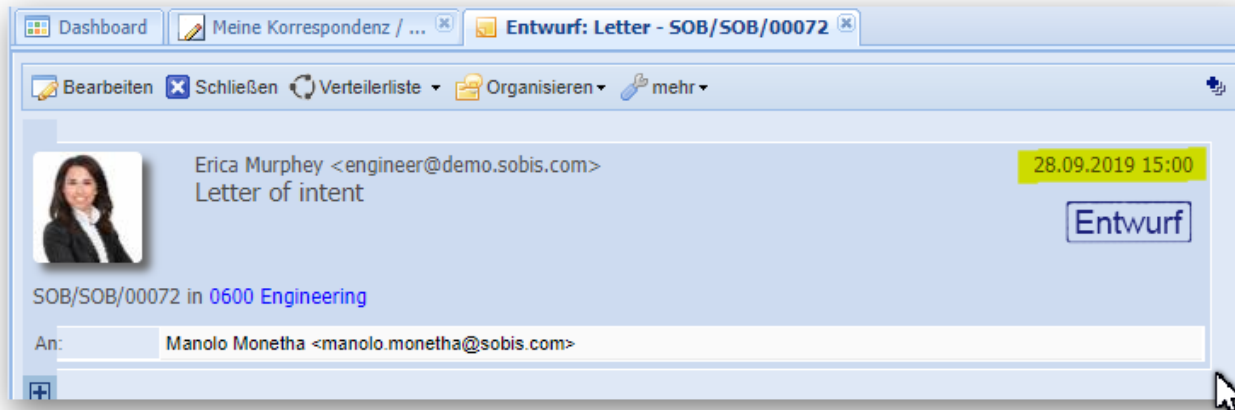 Dashboard Meine Korrespondenz / ... Entwurf: Letter - SOB/SOB/00072
Bearbeiten Schließen Verteilerliste Organisieren mehr
Erica Murphey <engineer@demo.sobis.com> 28.09.2019 15:00
Letter of intent
Entwurf
SOB/SOB/00072 in 0600 Engineering
An: Manolo Monetha <manolo.monetha@sobis.com>